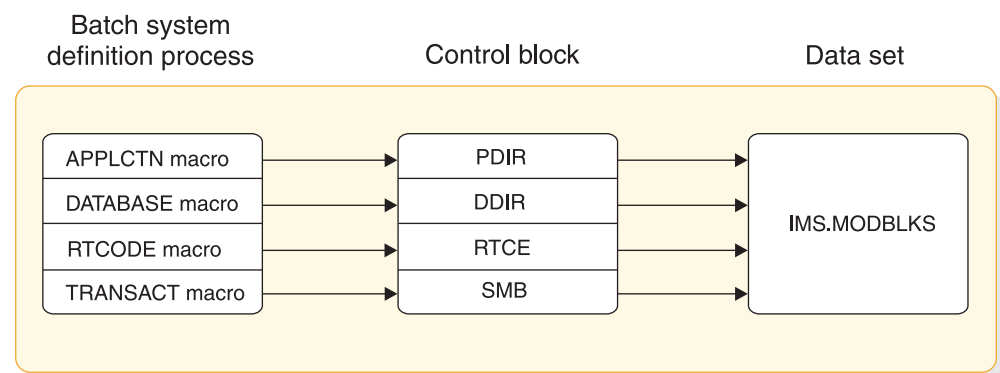 Batch system
definition process
Control block
Data set
APPLCTN macro
PDIR
DATABASE macro
DDIR
RTCODE macro
RTCE
TRANSACT macro
SMB
IMS.MODBLKS